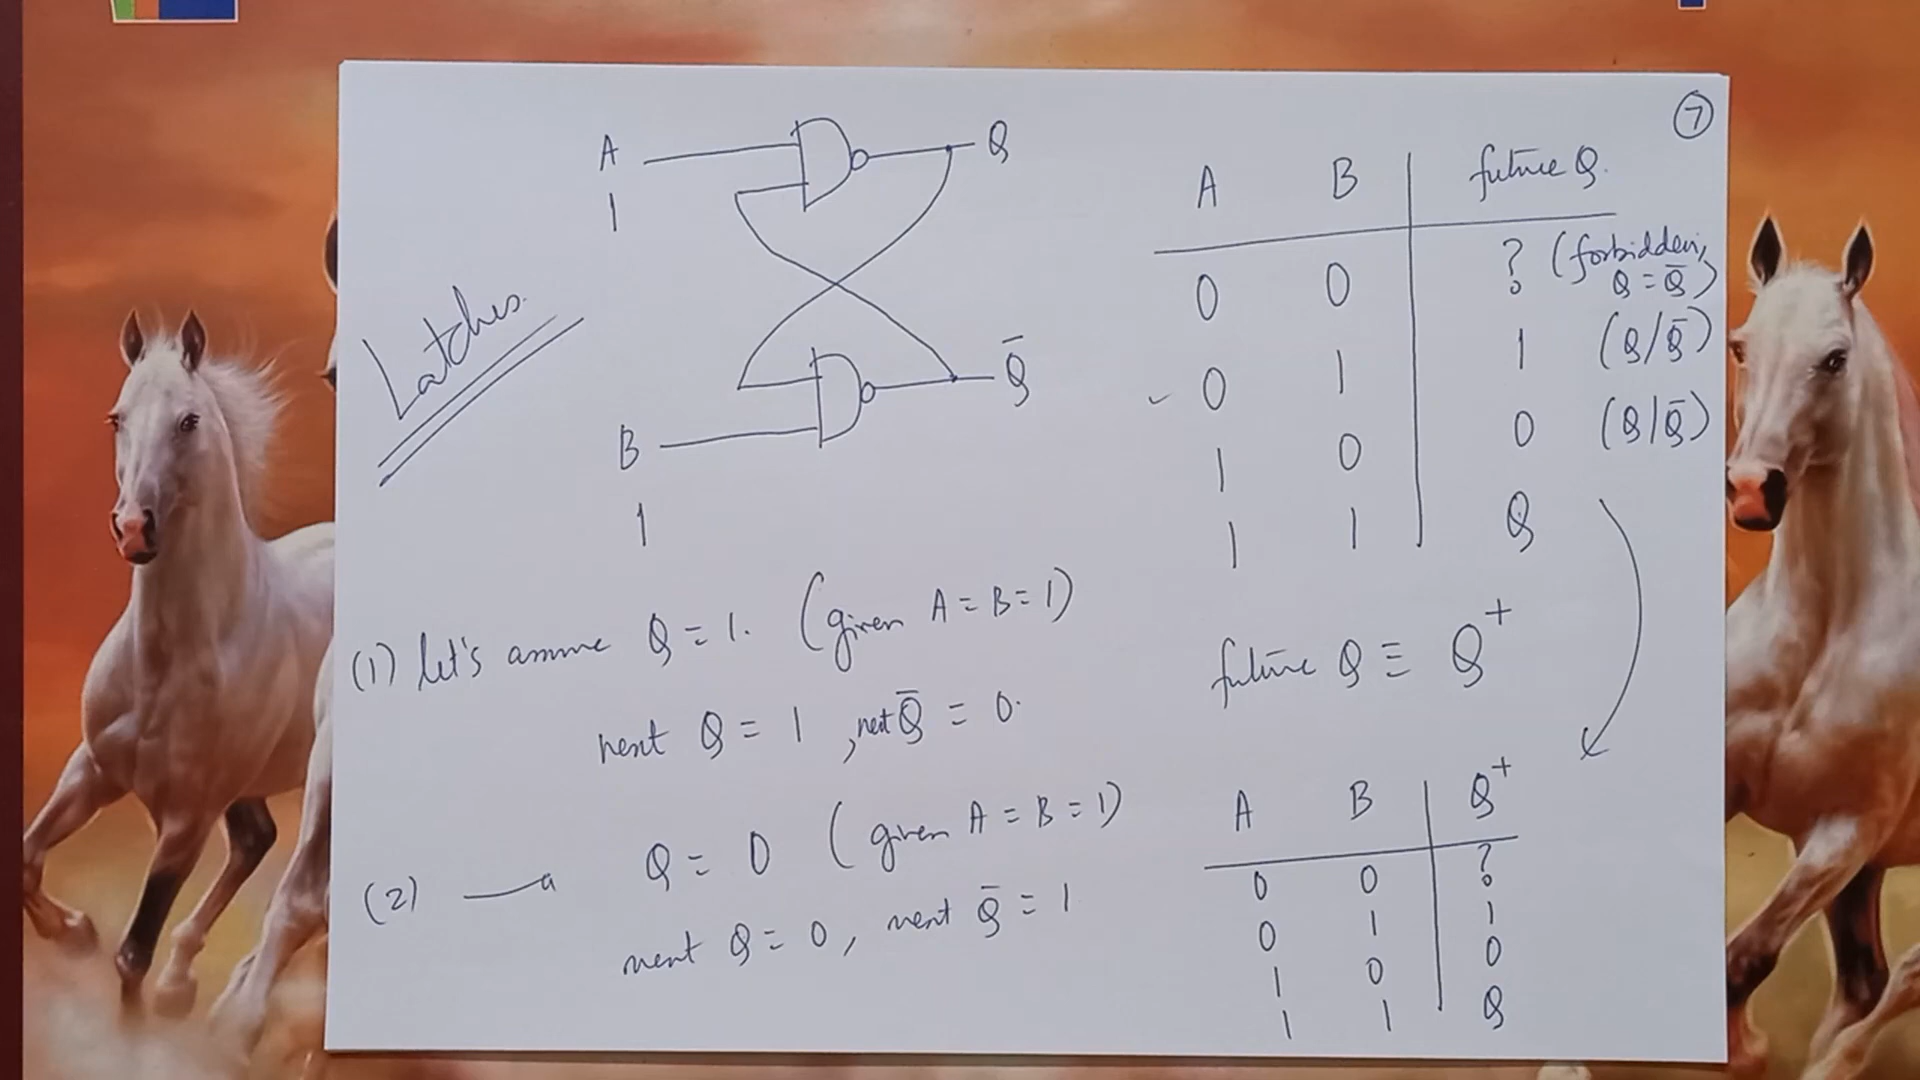 7
A
1
Q
Latches
B
1
Q̄
A B | future Q.
0 0 | ? (forbidden, Q = Q̄)
0 1 | 1 (Q/Q̄)
1 0 | 0 (Q/Q̄)
1 1 | Q
(1) let's assume Q = 1. (given A = B = 1)
next Q = 1, next Q̄ = 0.
(2) Q = 0 (given A = B = 1)
next Q = 0, next Q̄ = 1
future Q ≡ Q⁺
A B | Q⁺
0 0 | ?
0 1 | 1
1 0 | 0
1 1 | Q